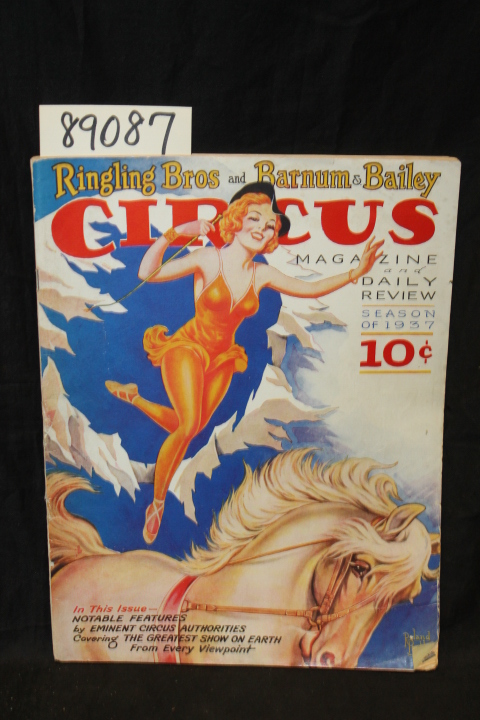 89087
Ringling Bros and Barnum & Bailey
CIRCUS
MAGAZINE
and
DAILY
REVIEW
SEASON
OF 1937
10¢
In This Issue—
NOTABLE FEATURES
by EMINENT CIRCUS AUTHORITIES
Covering THE GREATEST SHOW ON EARTH
From Every Viewpoint
Roland